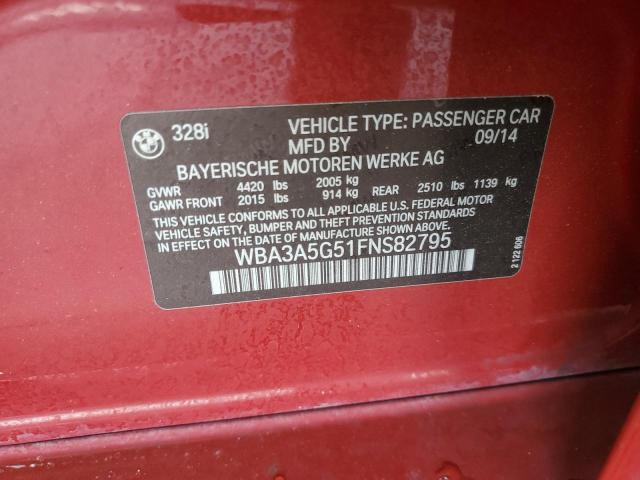 BMW 328i VEHICLE TYPE: PASSENGER CAR
MFD BY 09/14
BAYERISCHE MOTOREN WERKE AG
GVWR 4420 lbs 2005 kg
GAWR FRONT 2015 lbs 914 kg REAR 2510 lbs 1139 kg
THIS VEHICLE CONFORMS TO ALL APPLICABLE U.S. FEDERAL MOTOR
VEHICLE SAFETY, BUMPER AND THEFT PREVENTION STANDARDS
IN EFFECT ON THE DATE OF MANUFACTURE SHOWN ABOVE.
WBA3A5G51FNS82795
2 122 606